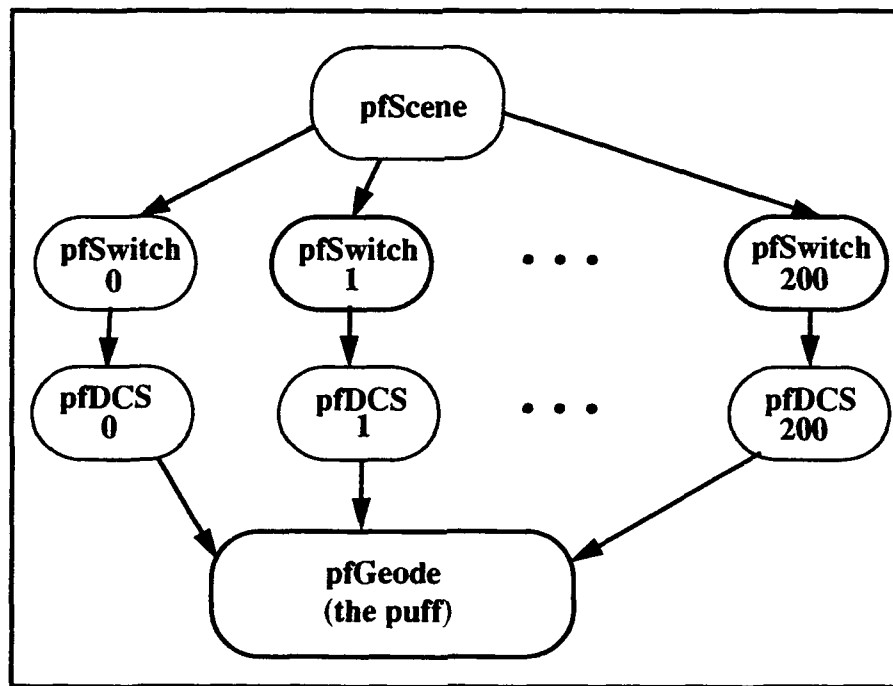 pfScene
pfSwitch
0
pfSwitch
1
. . .
pfSwitch
200
pfDCS
0
pfDCS
1
. . .
pfDCS
200
pfGeode
(the puff)